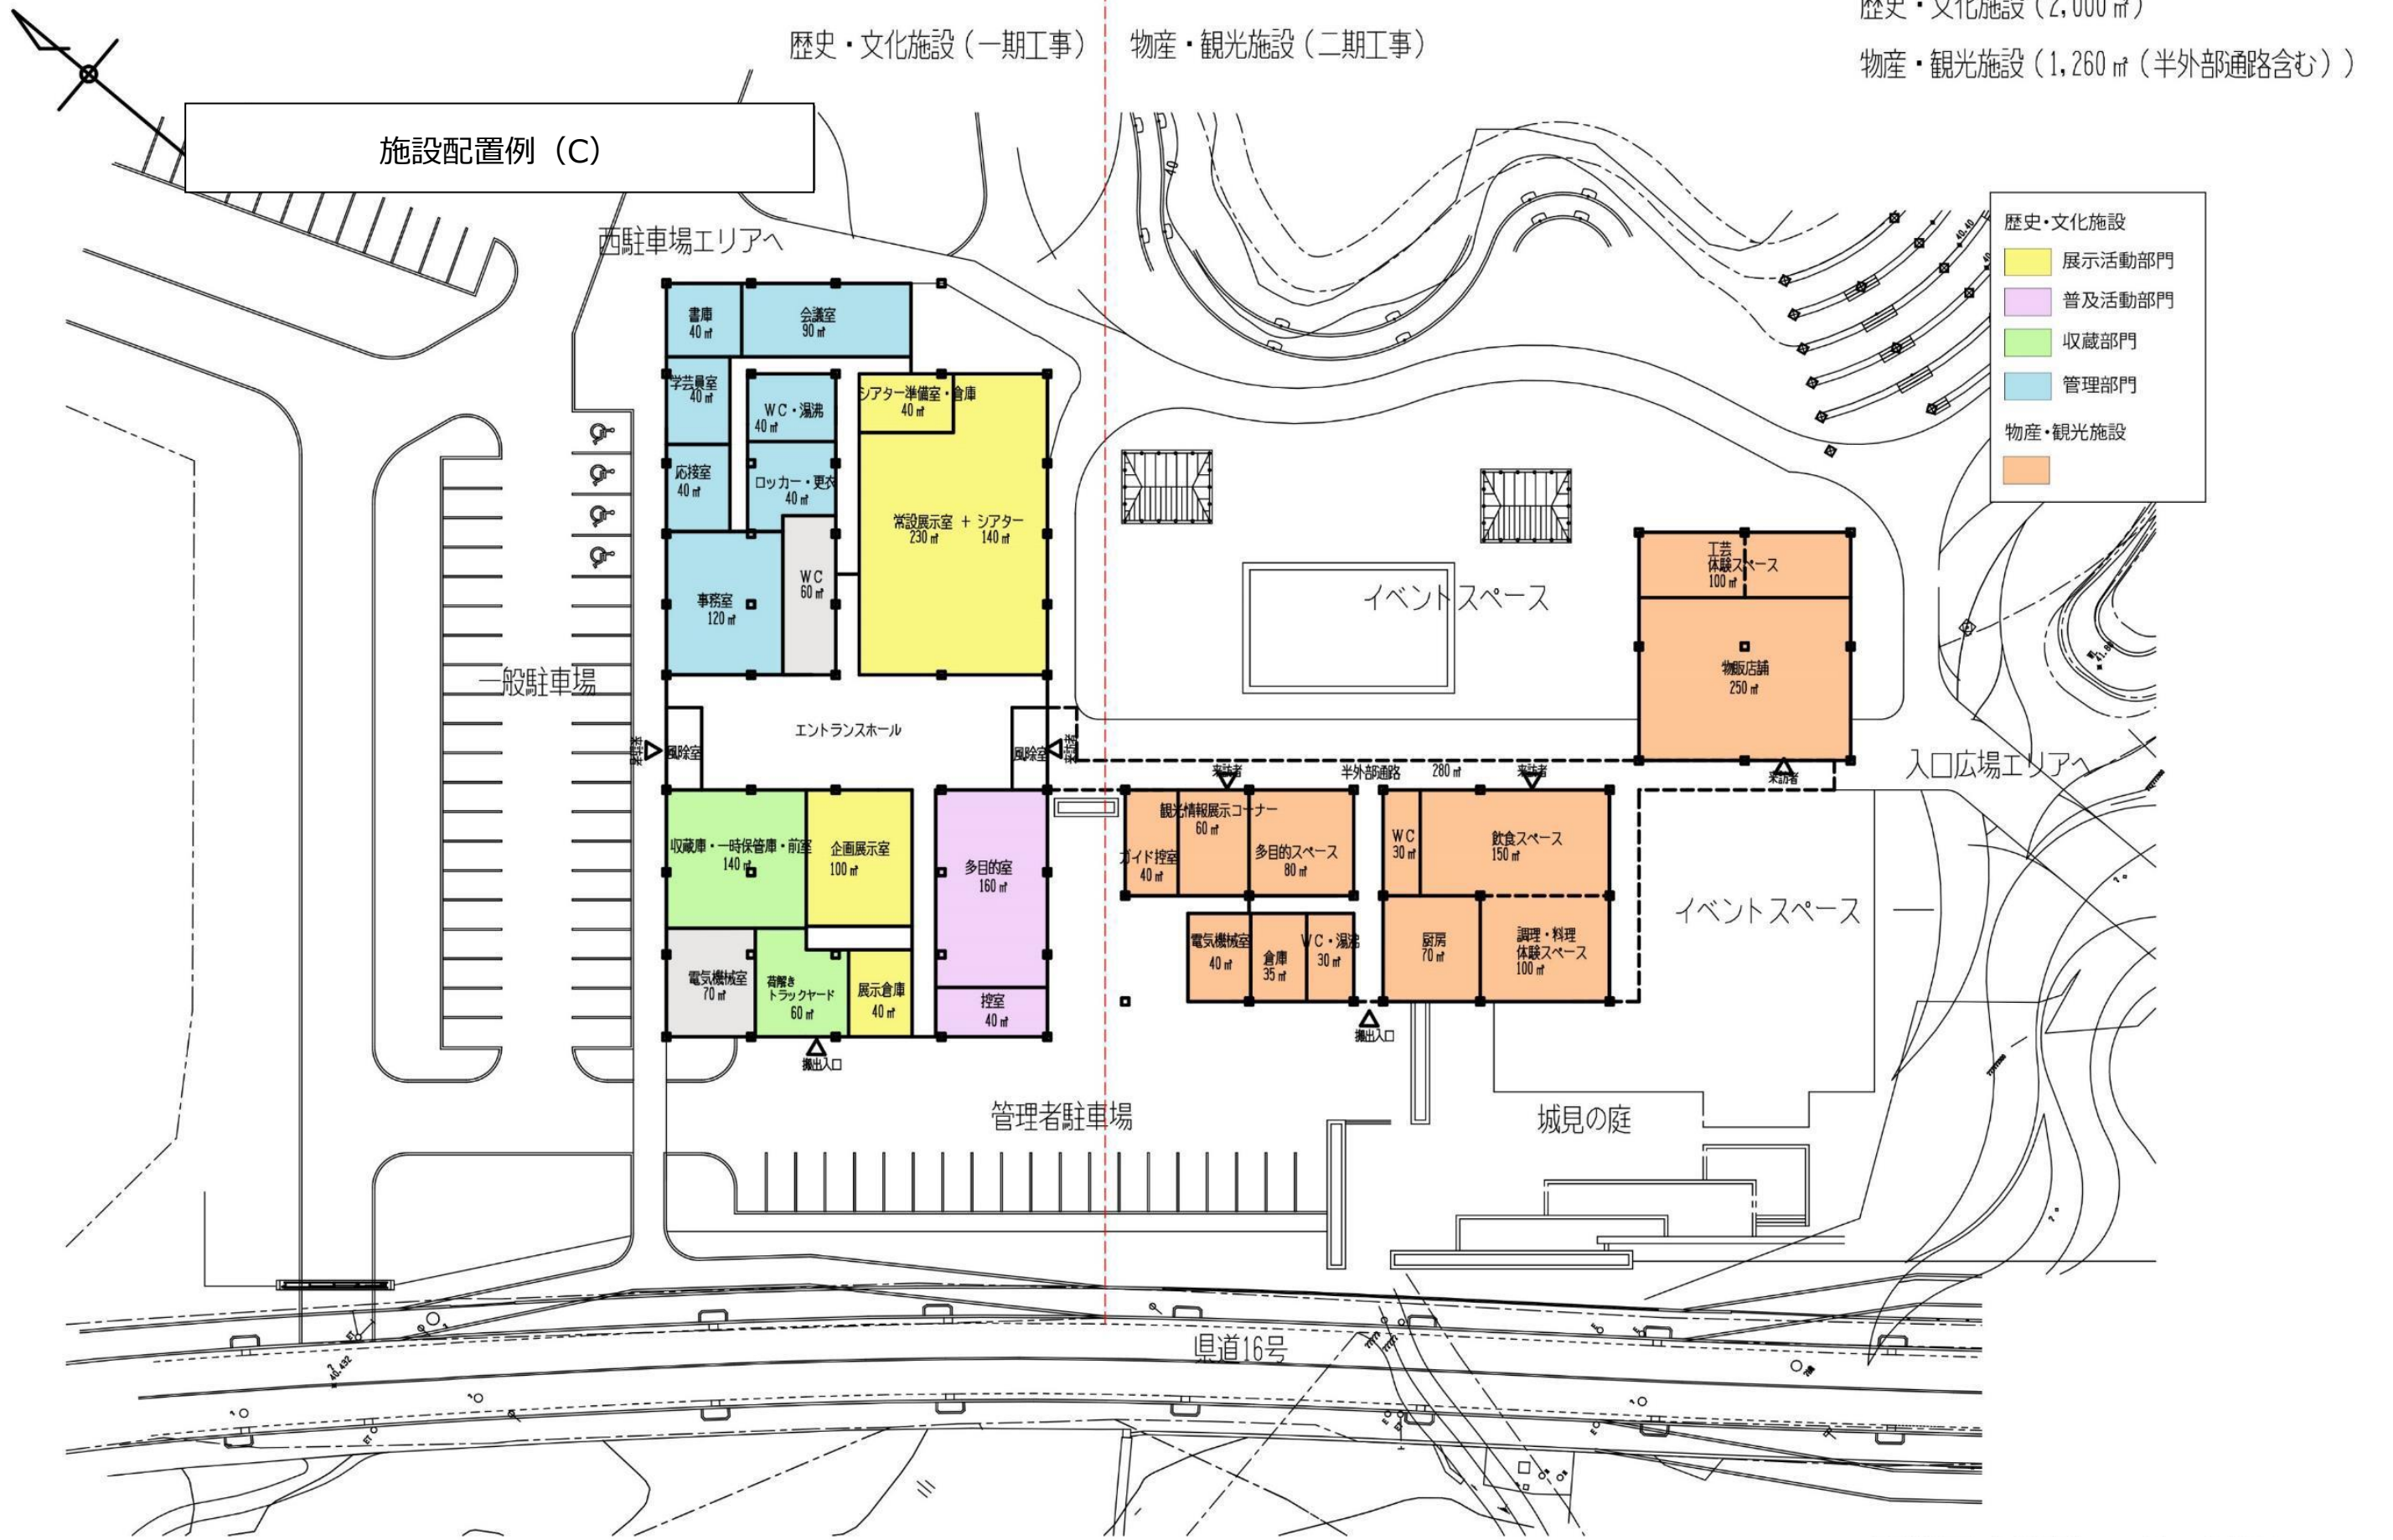 歴史・文化施設（2,000㎡）
歴史・文化施設（一期工事）
物産・観光施設（二期工事）
物産・観光施設（1,260㎡（半外部通路含む））
施設配置例（C）
西駐車場エリアへ
40
40.40
歴史・文化施設
展示活動部門
普及活動部門
収蔵部門
管理部門
物産・観光施設
書庫
40㎡
会議室
90㎡
学芸員室
40㎡
WC・湯沸
40㎡
シアター準備室・倉庫
40㎡
応接室
40㎡
ロッカー・更衣
40㎡
常設展示室 + シアター
230㎡ 140㎡
事務室
120㎡
WC
60㎡
イベントスペース
工芸
体験スペース
100㎡
物販店舗
250㎡
一般駐車場
エントランスホール
来訪者
風除室
風除室
来訪者
来訪者
半外部通路 280㎡
来訪者
来訪者
入口広場エリアへ
収蔵庫・一時保管庫・前室
140㎡
企画展示室
100㎡
多目的室
160㎡
観光情報展示コーナー
60㎡
ガイド控室
40㎡
多目的スペース
80㎡
WC
30㎡
飲食スペース
150㎡
イベントスペース
電気機械室
70㎡
荷解き
トラックヤード
60㎡
展示倉庫
40㎡
控室
40㎡
電気機械室
40㎡
倉庫
35㎡
WC・湯沸
30㎡
厨房
70㎡
調理・料理
体験スペース
100㎡
搬出入口
搬出入口
管理者駐車場
城見の庭
県道16号
40.432